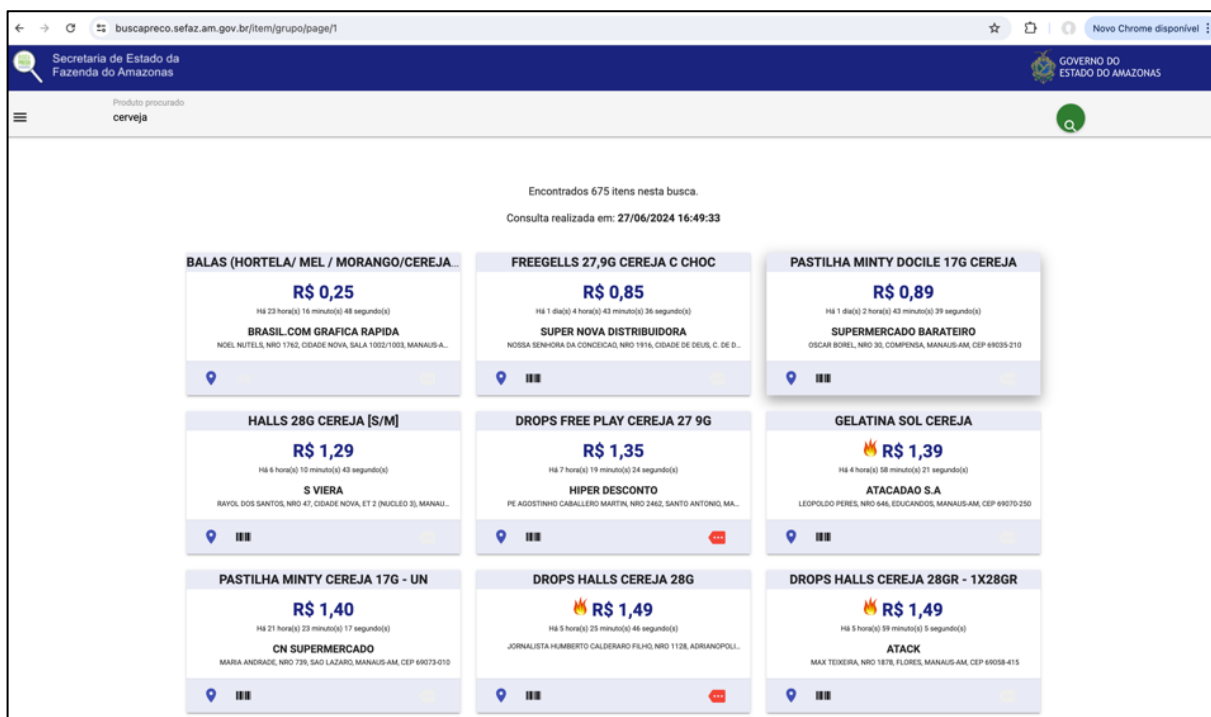 buscapreco.sefaz.am.gov.br/item/grupo/page/1
Novo Chrome disponível
Secretaria de Estado da
Fazenda do Amazonas
GOVERNO DO
ESTADO DO AMAZONAS
Produto procurado
cerveja
Encontrados 675 itens nesta busca.
Consulta realizada em: 27/06/2024 16:49:33
BALAS (HORTELA/ MEL / MORANGO/CEREJA...
R$ 0,25
Há 23 hora(s) 16 minuto(s) 48 segundo(s)
BRASIL.COM GRAFICA RAPIDA
NOEL NUTELS, NRO 1762, CIDADE NOVA, SALA 1002/1003, MANAUS-A...
FREEGELLS 27,9G CEREJA C CHOC
R$ 0,85
Há 1 dia(s) 4 hora(s) 43 minuto(s) 36 segundo(s)
SUPER NOVA DISTRIBUIDORA
NOSSA SENHORA DA CONCEICAO, NRO 1916, CIDADE DE DEUS, C. DE D...
PASTILHA MINTY DOCILE 17G CEREJA
R$ 0,89
Há 1 dia(s) 2 hora(s) 43 minuto(s) 39 segundo(s)
SUPERMERCADO BARATEIRO
OSCAR BOREL, NRO 30, COMPENSA, MANAUS-AM, CEP 69035-210
HALLS 28G CEREJA [S/M]
R$ 1,29
Há 6 hora(s) 10 minuto(s) 43 segundo(s)
S VIERA
RAYOL DOS SANTOS, NRO 47, CIDADE NOVA, ET 2 (NUCLEO 3), MANAU...
DROPS FREE PLAY CEREJA 27 9G
R$ 1,35
Há 7 hora(s) 19 minuto(s) 24 segundo(s)
HIPER DESCONTO
PE AGOSTINHO CABALLERO MARTIN, NRO 2462, SANTO ANTONIO, MA...
GELATINA SOL CEREJA
R$ 1,39
Há 4 hora(s) 58 minuto(s) 21 segundo(s)
ATACADAO S.A
LEOPOLDO PERES, NRO 646, EDUCANDOS, MANAUS-AM, CEP 69070-250
PASTILHA MINTY CEREJA 17G - UN
R$ 1,40
Há 21 hora(s) 23 minuto(s) 17 segundo(s)
CN SUPERMERCADO
MARIA ANDRADE, NRO 739, SAO LAZARO, MANAUS-AM, CEP 69073-010
DROPS HALLS CEREJA 28G
R$ 1,49
Há 5 hora(s) 25 minuto(s) 46 segundo(s)
JORNALISTA HUMBERTO CALDERARO FILHO, NRO 1128, ADRIANOPOLI...
DROPS HALLS CEREJA 28GR - 1X28GR
R$ 1,49
Há 5 hora(s) 59 minuto(s) 5 segundo(s)
ATACK
MAX TEIXEIRA, NRO 1878, FLORES, MANAUS-AM, CEP 69058-415